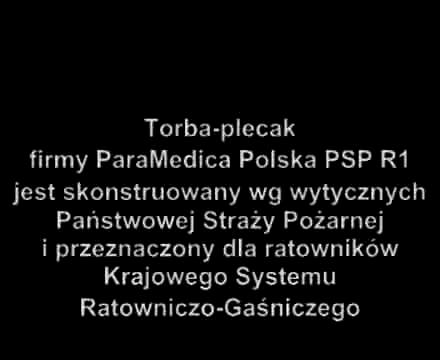 Torba-plecak
firmy ParaMedica Polska PSP R1
jest skonstruowany wg wytycznych
Państwowej Straży Pożarnej
i przeznaczony dla ratowników
Krajowego Systemu
Ratowniczo-Gaśniczego